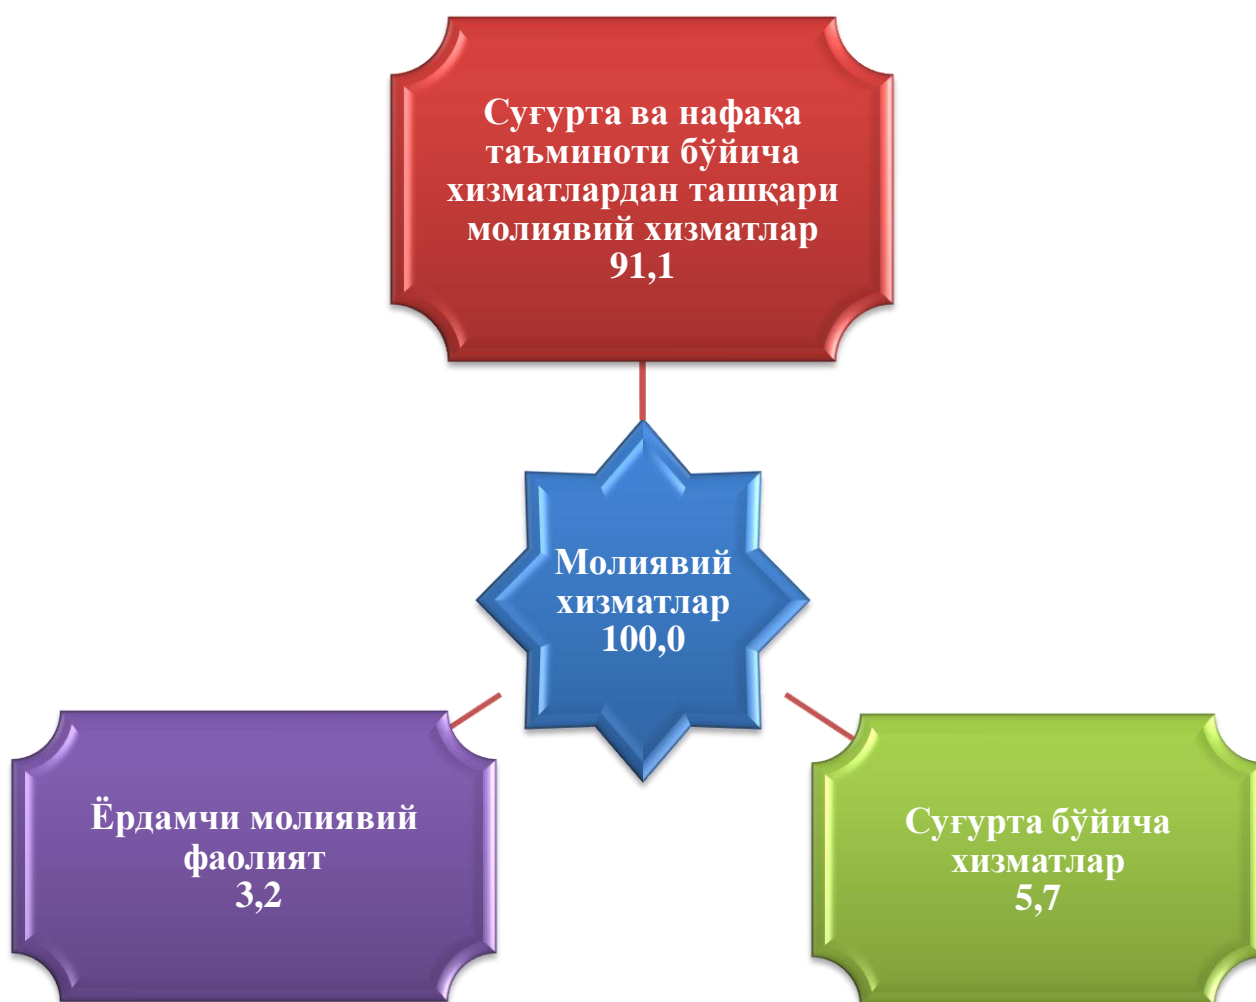 Суғурта ва нафақа
таъминоти бўйича
хизматлардан ташқари
молиявий хизматлар
91,1
Молиявий
хизматлар
100,0
Ёрдамчи молиявий
фаолият
3,2
Суғурта бўйича
хизматлар
5,7